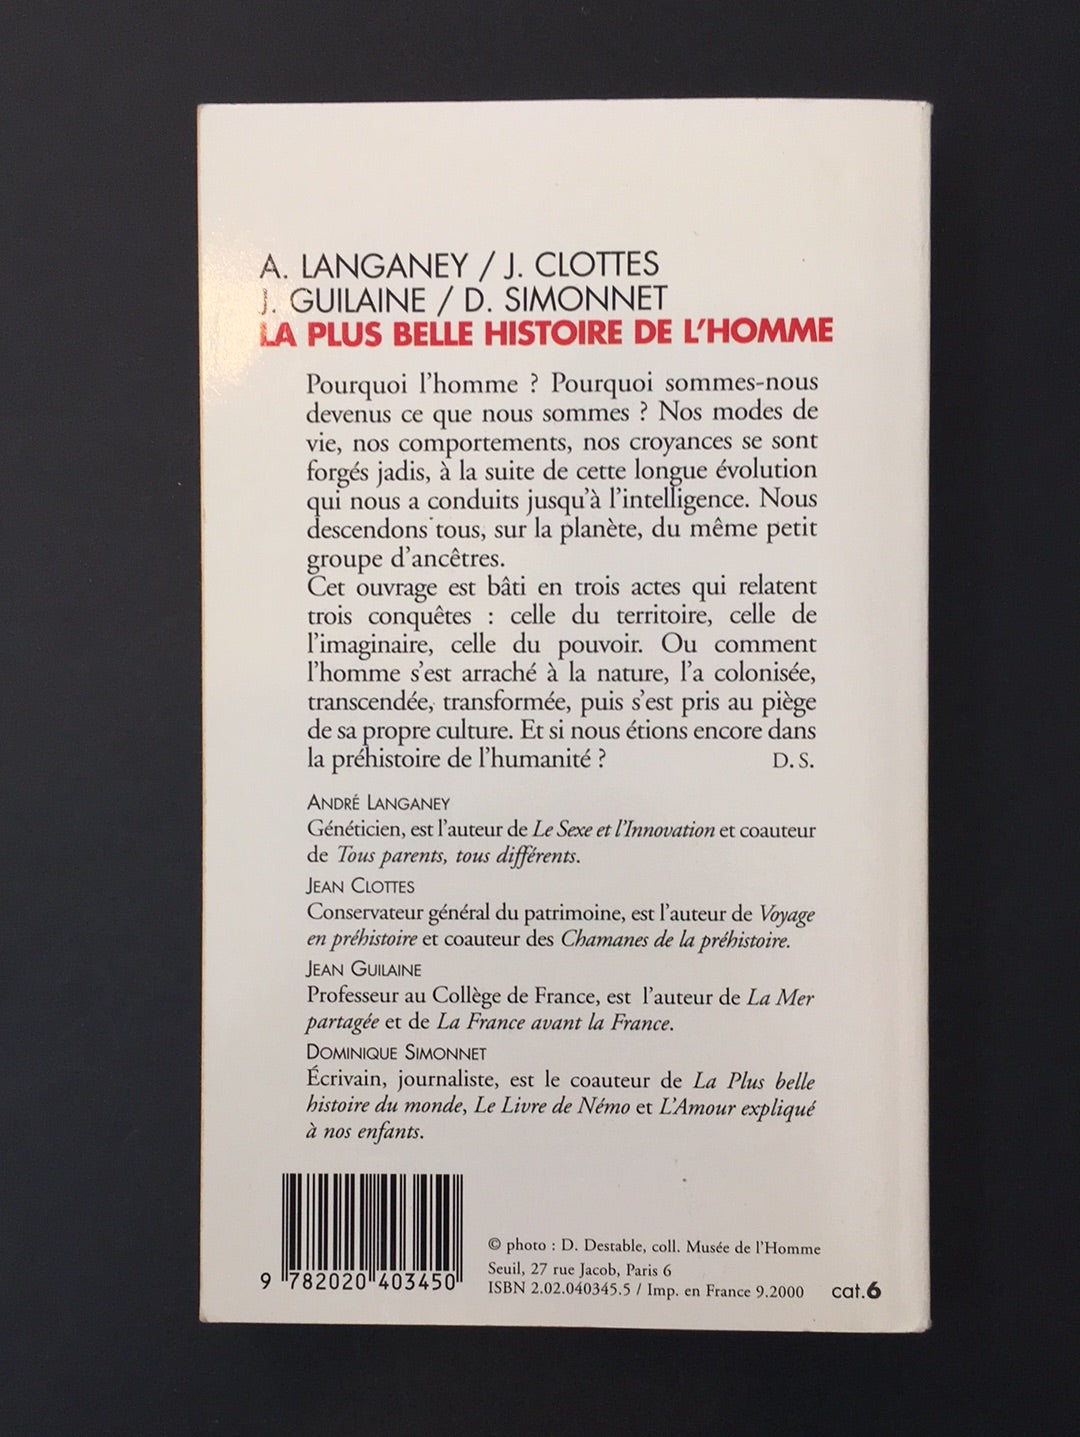 A. LANGANEY / J. CLOTTES
J. GUILAINE / D. SIMONNET
LA PLUS BELLE HISTOIRE DE L'HOMME
Pourquoi l'homme ? Pourquoi sommes-nous
devenus ce que nous sommes ? Nos modes de
vie, nos comportements, nos croyances se sont
forgés jadis, à la suite de cette longue évolution
qui nous a conduits jusqu'à l'intelligence. Nous
descendons tous, sur la planète, du même petit
groupe d'ancêtres.
Cet ouvrage est bâti en trois actes qui relatent
trois conquêtes : celle du territoire, celle de
l'imaginaire, celle du pouvoir. Ou comment
l'homme s'est arraché à la nature, l'a colonisée,
transcendée, transformée, puis s'est pris au piège
de sa propre culture. Et si nous étions encore dans
la préhistoire de l'humanité ? D. S.
ANDRÉ LANGANEY
Généticien, est l'auteur de Le Sexe et l'Innovation et coauteur
de Tous parents, tous différents.
JEAN CLOTTES
Conservateur général du patrimoine, est l'auteur de Voyage
en préhistoire et coauteur des Chamanes de la préhistoire.
JEAN GUILAINE
Professeur au Collège de France, est l'auteur de La Mer
partagée et de La France avant la France.
DOMINIQUE SIMONNET
Écrivain, journaliste, est le coauteur de La Plus belle
histoire du monde, Le Livre de Némo et L'Amour expliqué
à nos enfants.
© photo : D. Destable, coll. Musée de l'Homme
Seuil, 27 rue Jacob, Paris 6
ISBN 2.02.040345.5 / Imp. en France 9.2000 cat.6
9 782020 403450